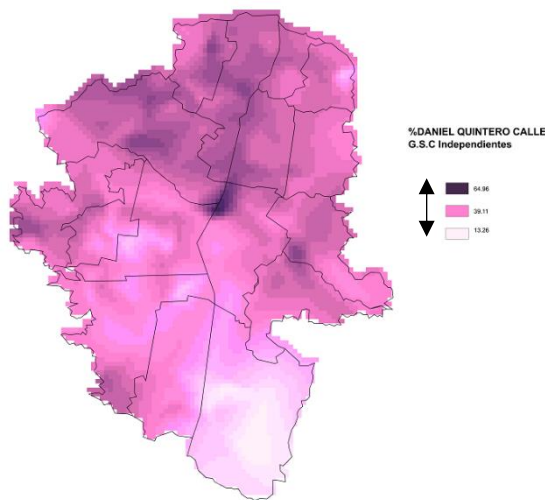 %DANIEL QUINTERO CALLE
G.S.C Independientes
64.96
39.11
13.26